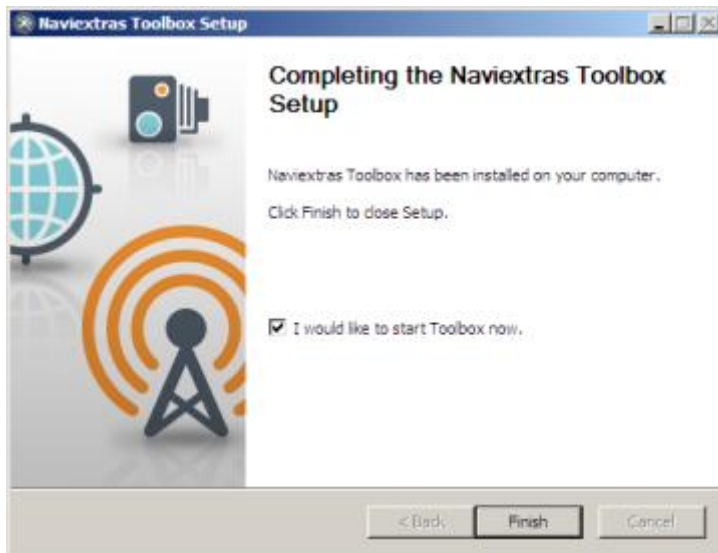 Naviextras Toolbox Setup
Completing the Naviextras Toolbox
Setup
Naviextras Toolbox has been installed on your computer.
Click Finish to close Setup.
I would like to start Toolbox now.
< Back Finish Cancel